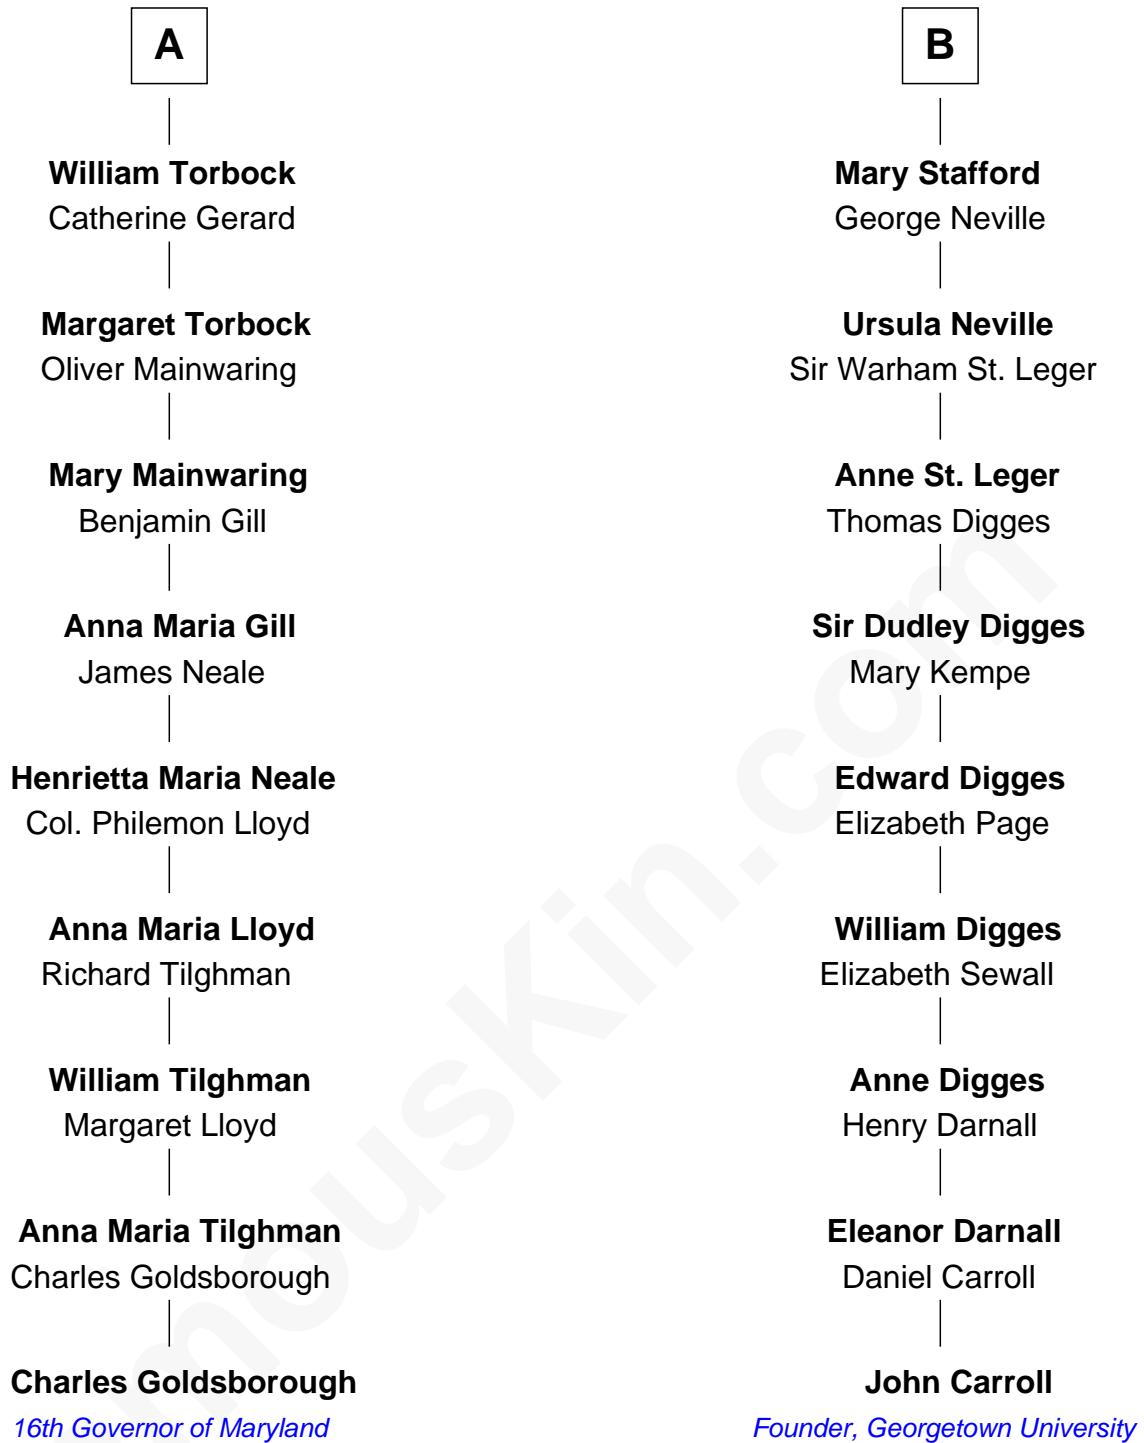 A
William Torbock
Catherine Gerard
Margaret Torbock
Oliver Mainwaring
Mary Mainwaring
Benjamin Gill
Anna Maria Gill
James Neale
Henrietta Maria Neale
Col. Philemon Lloyd
Anna Maria Lloyd
Richard Tilghman
William Tilghman
Margaret Lloyd
Anna Maria Tilghman
Charles Goldsborough
Charles Goldsborough
16th Governor of Maryland
B
Mary Stafford
George Neville
Ursula Neville
Sir Warham St. Leger
Anne St. Leger
Thomas Digges
Sir Dudley Digges
Mary Kempe
Edward Digges
Elizabeth Page
William Digges
Elizabeth Sewall
Anne Digges
Henry Darnall
Eleanor Darnall
Daniel Carroll
John Carroll
Founder, Georgetown University
mousKin.com